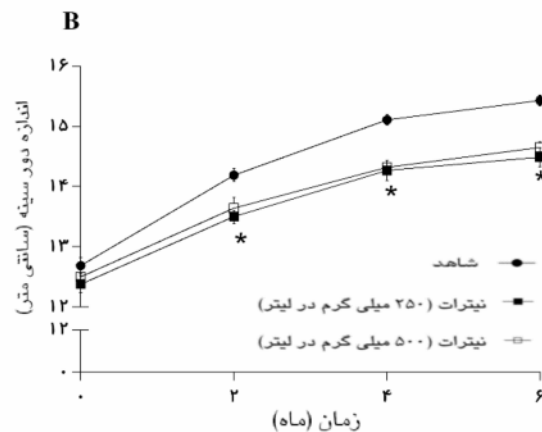 B
اندازه دور سینه (سانتی متر)
۱۶
۱۵
۱۴
۱۳
۱۲
۱۲
۰
*
*
*
شاهد
نیترات (۲۵۰ میلی گرم در لیتر)
نیترات (۵۰۰ میلی گرم در لیتر)
۰ ۲ ۴ ۶
زمان (ماه)